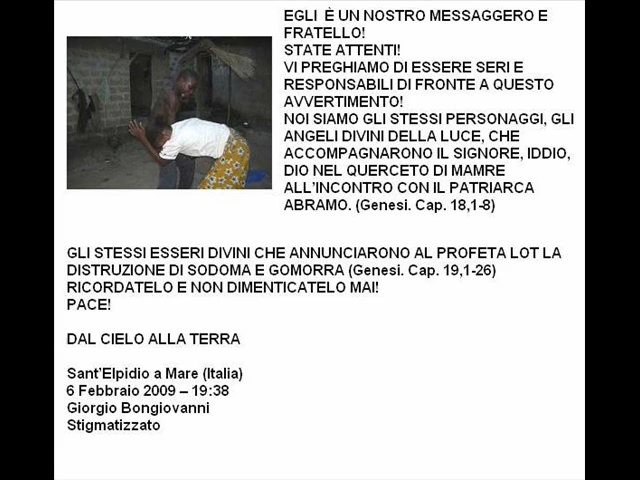 EGLI È UN NOSTRO MESSAGGERO E
FRATELLO!
STATE ATTENTI!
VI PREGHIAMO DI ESSERE SERI E
RESPONSABILI DI FRONTE A QUESTO
AVVERTIMENTO!
NOI SIAMO GLI STESSI PERSONAGGI, GLI
ANGELI DIVINI DELLA LUCE, CHE
ACCOMPAGNARONO IL SIGNORE, IDDIO,
DIO NEL QUERCETO DI MAMRE
ALL'INCONTRO CON IL PATRIARCA
ABRAMO. (Genesi. Cap. 18,1-8)
GLI STESSI ESSERI DIVINI CHE ANNUNCIARONO AL PROFETA LOT LA
DISTRUZIONE DI SODOMA E GOMORRA (Genesi. Cap. 19,1-26)
RICORDATELO E NON DIMENTICATELO MAI!
PACE!
DAL CIELO ALLA TERRA
Sant'Elpidio a Mare (Italia)
6 Febbraio 2009 – 19:38
Giorgio Bongiovanni
Stigmatizzato